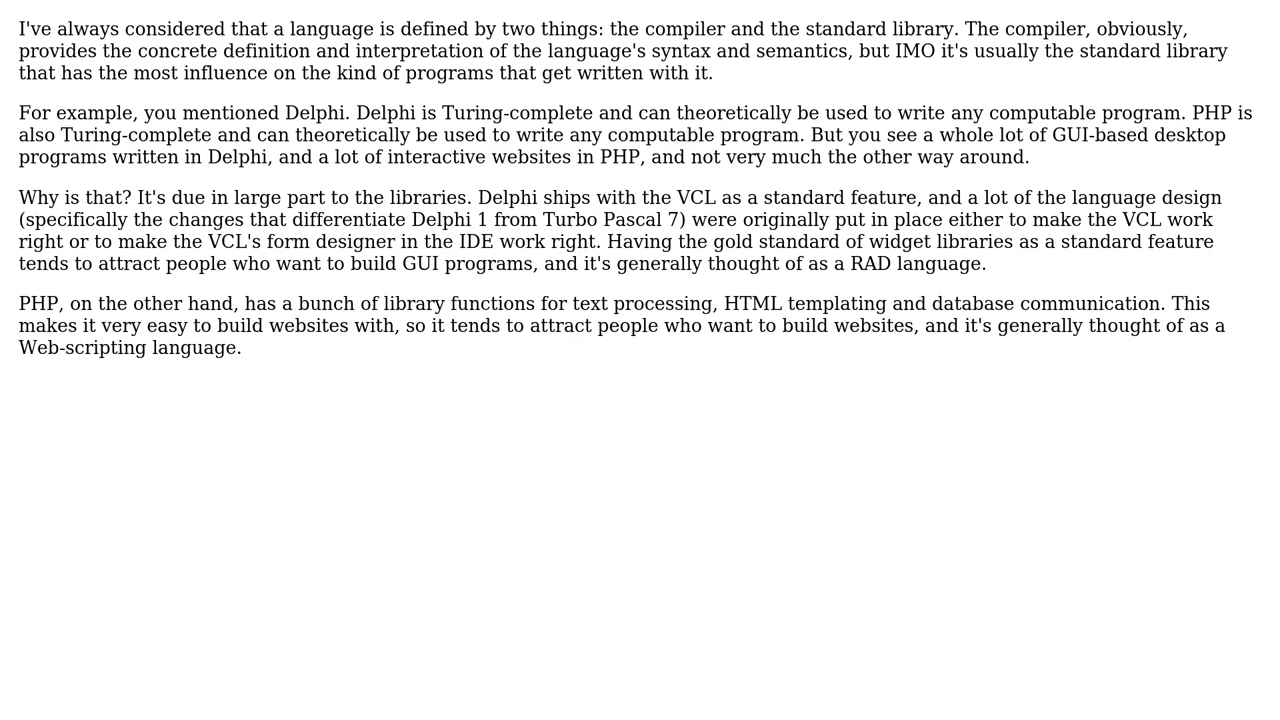 I've always considered that a language is defined by two things: the compiler and the standard library. The compiler, obviously,
provides the concrete definition and interpretation of the language's syntax and semantics, but IMO it's usually the standard library
that has the most influence on the kind of programs that get written with it.
For example, you mentioned Delphi. Delphi is Turing-complete and can theoretically be used to write any computable program. PHP is
also Turing-complete and can theoretically be used to write any computable program. But you see a whole lot of GUI-based desktop
programs written in Delphi, and a lot of interactive websites in PHP, and not very much the other way around.
Why is that? It's due in large part to the libraries. Delphi ships with the VCL as a standard feature, and a lot of the language design
(specifically the changes that differentiate Delphi 1 from Turbo Pascal 7) were originally put in place either to make the VCL work
right or to make the VCL's form designer in the IDE work right. Having the gold standard of widget libraries as a standard feature
tends to attract people who want to build GUI programs, and it's generally thought of as a RAD language.
PHP, on the other hand, has a bunch of library functions for text processing, HTML templating and database communication. This
makes it very easy to build websites with, so it tends to attract people who want to build websites, and it's generally thought of as a
Web-scripting language.